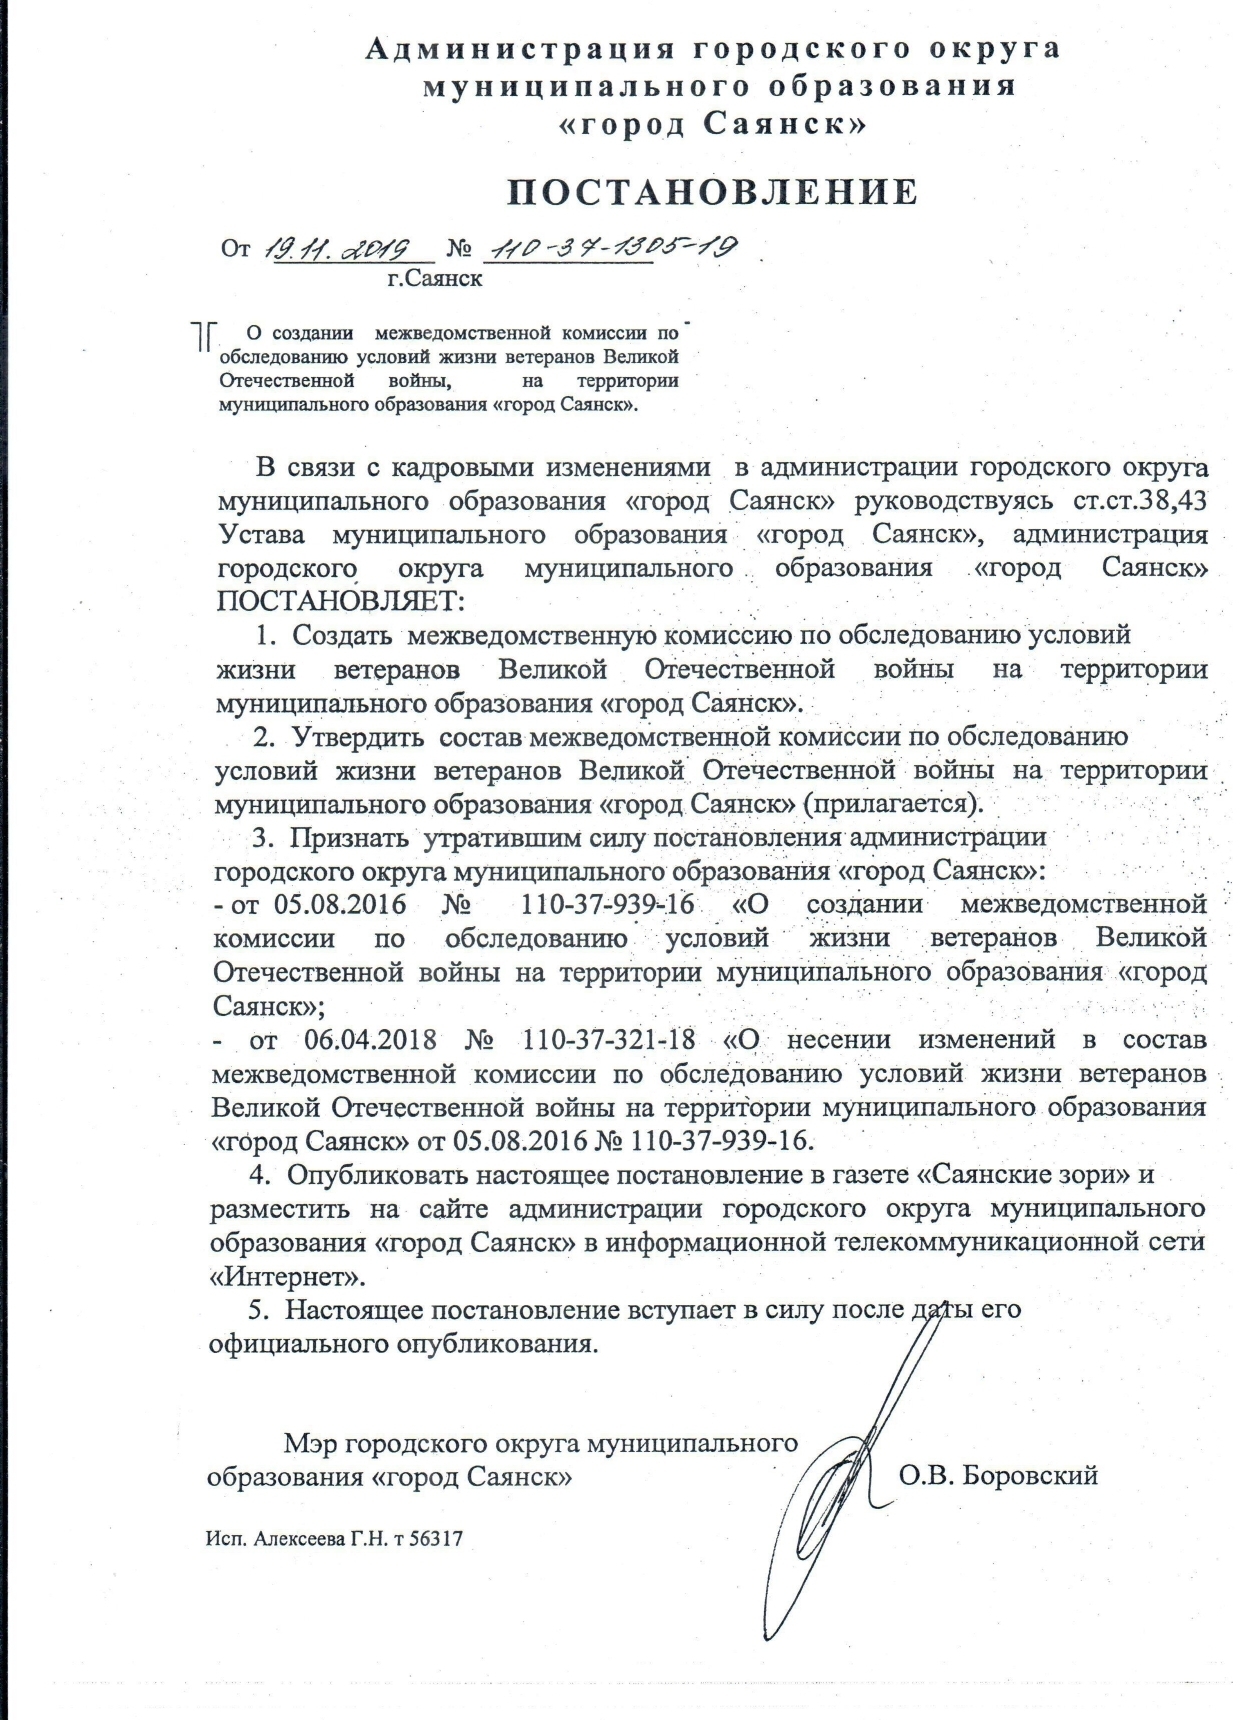 Администрация городского округа
муниципального образования
«город Саянск»
ПОСТАНОВЛЕНИЕ
От 19.11.2019 № 110-37-1305-19
г.Саянск
О создании межведомственной комиссии по
обследованию условий жизни ветеранов Великой
Отечественной войны, на территории
муниципального образования «город Саянск».
В связи с кадровыми изменениями в администрации городского округа
муниципального образования «город Саянск» руководствуясь ст.ст.38,43
Устава муниципального образования «город Саянск», администрация
городского округа муниципального образования «город Саянск»
ПОСТАНОВЛЯЕТ:
1. Создать межведомственную комиссию по обследованию условий
жизни ветеранов Великой Отечественной войны на территории
муниципального образования «город Саянск».
2. Утвердить состав межведомственной комиссии по обследованию
условий жизни ветеранов Великой Отечественной войны на территории
муниципального образования «город Саянск» (прилагается).
3. Признать утратившим силу постановления администрации
городского округа муниципального образования «город Саянск»:
- от 05.08.2016 № 110-37-939-16 «О создании межведомственной
комиссии по обследованию условий жизни ветеранов Великой
Отечественной войны на территории муниципального образования «город
Саянск»;
- от 06.04.2018 № 110-37-321-18 «О несении изменений в состав
межведомственной комиссии по обследованию условий жизни ветеранов
Великой Отечественной войны на территории муниципального образования
«город Саянск» от 05.08.2016 № 110-37-939-16.
4. Опубликовать настоящее постановление в газете «Саянские зори» и
разместить на сайте администрации городского округа муниципального
образования «город Саянск» в информационной телекоммуникационной сети
«Интернет».
5. Настоящее постановление вступает в силу после даты его
официального опубликования.
Мэр городского округа муниципального
образования «город Саянск» О.В. Боровский
Исп. Алексеева Г.Н. т 56317